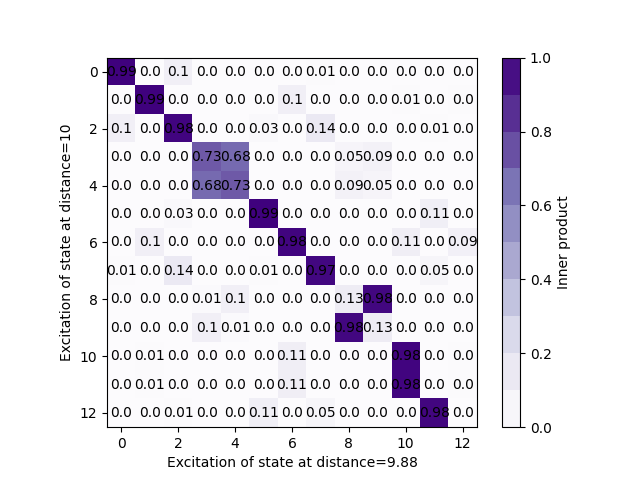 0 0.99 0.0 0.1 0.0 0.0 0.0 0.0 0.01 0.0 0.0 0.0 0.0 0.0
0.0 0.99 0.0 0.0 0.0 0.0 0.1 0.0 0.0 0.0 0.01 0.0 0.0
2 0.1 0.0 0.98 0.0 0.0 0.03 0.0 0.14 0.0 0.0 0.0 0.01 0.0
0.0 0.0 0.0 0.73 0.68 0.0 0.0 0.0 0.05 0.09 0.0 0.0 0.0
4 0.0 0.0 0.0 0.68 0.73 0.0 0.0 0.0 0.09 0.05 0.0 0.0 0.0
0.0 0.0 0.03 0.0 0.0 0.99 0.0 0.0 0.0 0.0 0.0 0.11 0.0
6 0.0 0.1 0.0 0.0 0.0 0.0 0.98 0.0 0.0 0.0 0.11 0.0 0.09
0.01 0.0 0.14 0.0 0.0 0.01 0.0 0.97 0.0 0.0 0.0 0.05 0.0
8 0.0 0.0 0.0 0.01 0.1 0.0 0.0 0.0 0.13 0.98 0.0 0.0 0.0
0.0 0.0 0.0 0.1 0.01 0.0 0.0 0.0 0.98 0.13 0.0 0.0 0.0
10 0.0 0.01 0.0 0.0 0.0 0.0 0.11 0.0 0.0 0.0 0.98 0.0 0.0
0.0 0.01 0.0 0.0 0.0 0.0 0.11 0.0 0.0 0.0 0.98 0.0 0.0
12 0.0 0.0 0.01 0.0 0.0 0.11 0.0 0.05 0.0 0.0 0.0 0.98 0.0
0 2 4 6 8 10 12
Excitation of state at distance=9.88
Excitation of state at distance=10
1.0
0.8
0.6
0.4
0.2
0.0
Inner product